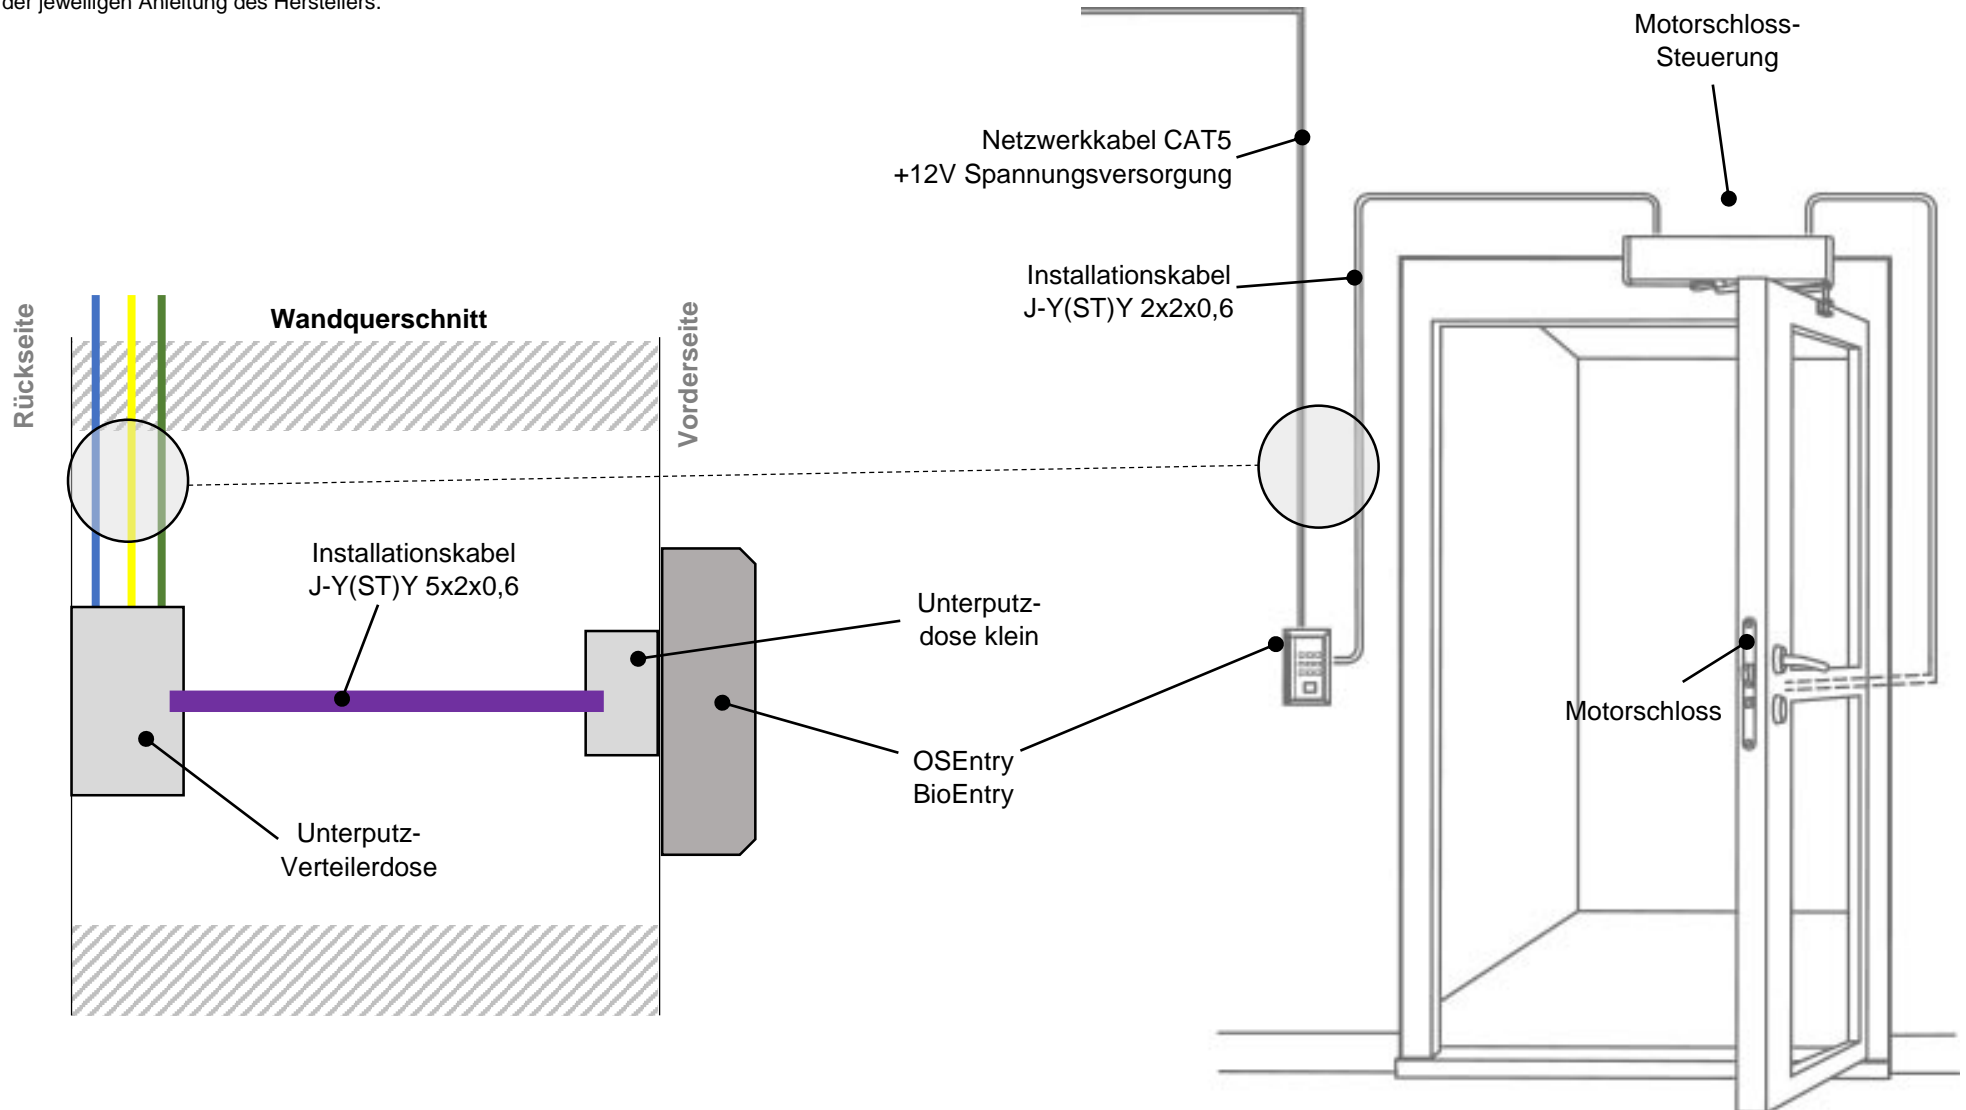 der jeweiligen Anleitung des Herstellers.
Motorschloss-
Steuerung
Netzwerkkabel CAT5
+12V Spannungsversorgung
Installationskabel
J-Y(ST)Y 2x2x0,6
Rückseite
Wandquerschnitt
Vorderseite
Installationskabel
J-Y(ST)Y 5x2x0,6
Unterputz-
dose klein
Motorschloss
OSEntry
BioEntry
Unterputz-
Verteilerdose